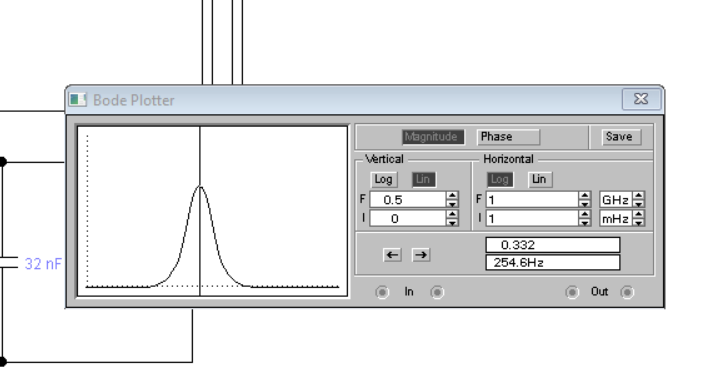 Bode Plotter
Magnitude Phase Save
Vertical Horizontal
Log Lin Log Lin
F 0.5 F 1 GHz
I 0 I 1 mHz
← → 0.332
254.6Hz
In Out
32 nF